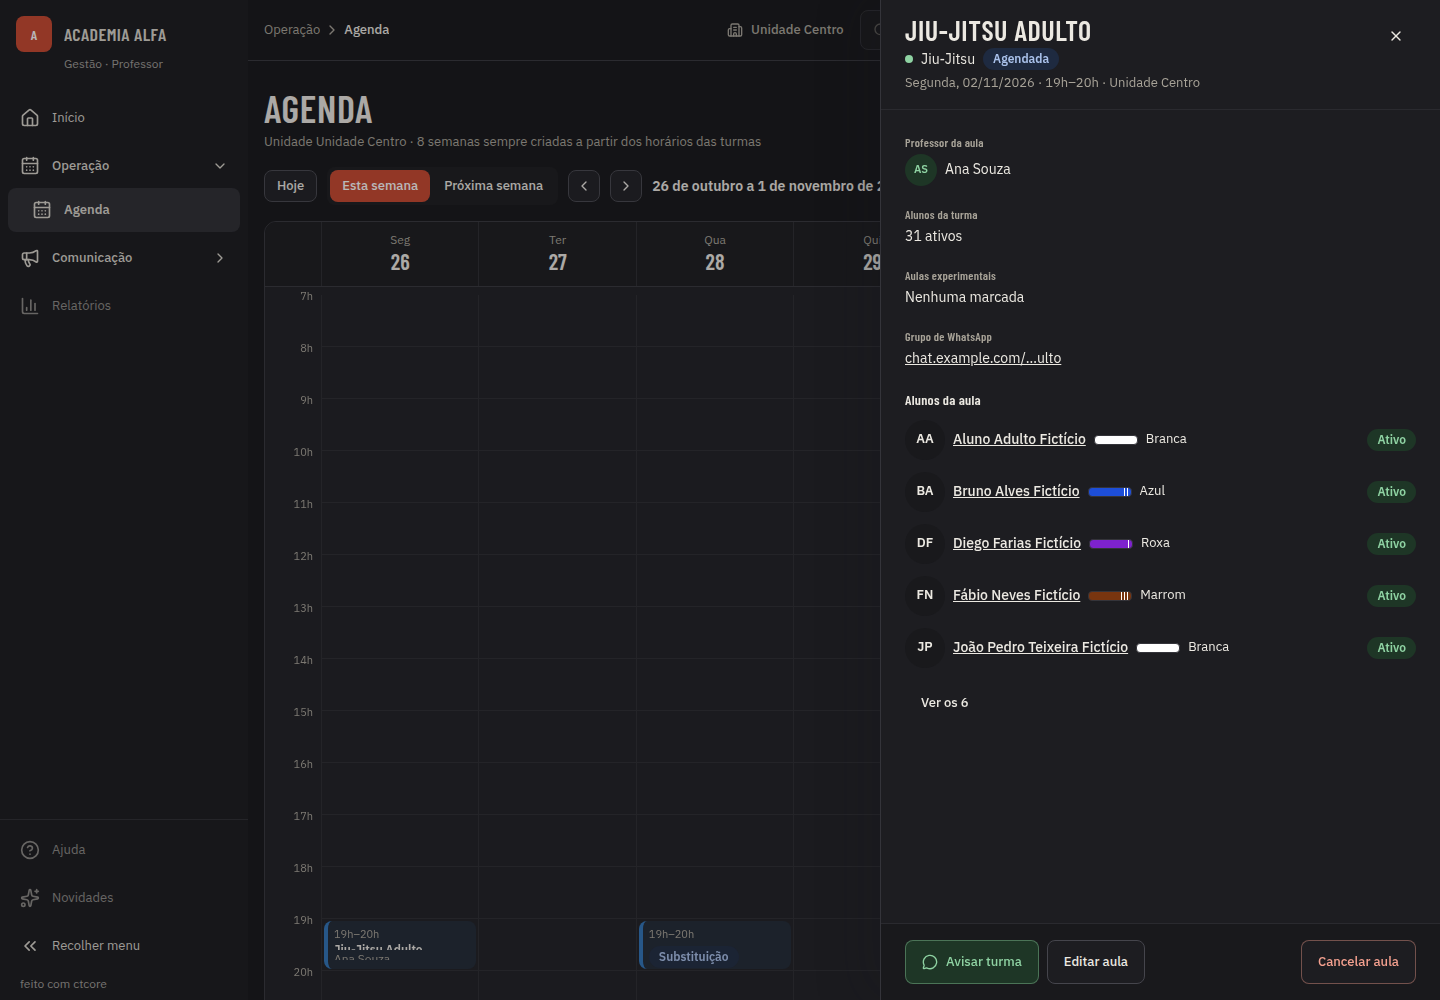 A
ACADEMIA ALFA
Gestão · Professor
Início
Operação
Agenda
Comunicação
Relatórios
Ajuda
Novidades
Recolher menu
feito com ctcore
Operação > Agenda
Unidade Centro
AGENDA
Unidade Unidade Centro · 8 semanas sempre criadas a partir dos horários das turmas
Hoje
Esta semana
Próxima semana
26 de outubro a 1 de novembro de
Seg
26
Ter
27
Qua
28
Qu
29
7h
8h
9h
10h
11h
12h
13h
14h
15h
16h
17h
18h
19h
20h
19h–20h
Jiu-Jitsu Adulto
Ana Souza
19h–20h
Substituição
JIU-JITSU ADULTO
Jiu-Jitsu
Agendada
Segunda, 02/11/2026 · 19h–20h · Unidade Centro
Professor da aula
AS
Ana Souza
Alunos da turma
31 ativos
Aulas experimentais
Nenhuma marcada
Grupo de WhatsApp
chat.example.com/...ulto
Alunos da aula
AA Aluno Adulto Fictício Branca Ativo
BA Bruno Alves Fictício Azul Ativo
DF Diego Farias Fictício Roxa Ativo
FN Fábio Neves Fictício Marrom Ativo
JP João Pedro Teixeira Fictício Branca Ativo
Ver os 6
Avisar turma
Editar aula
Cancelar aula